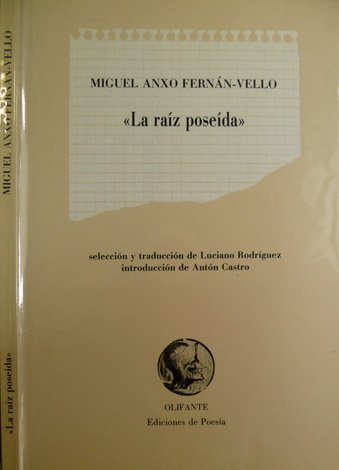 MIGUEL ANXO FERNÁN-VELLO
«La raíz poseída»
MIGUEL ANXO FERNÁN-VELLO
«La raíz poseída»
selección y traducción de Luciano Rodríguez
introducción de Antón Castro
OLIFANTE
Ediciones de Poesía